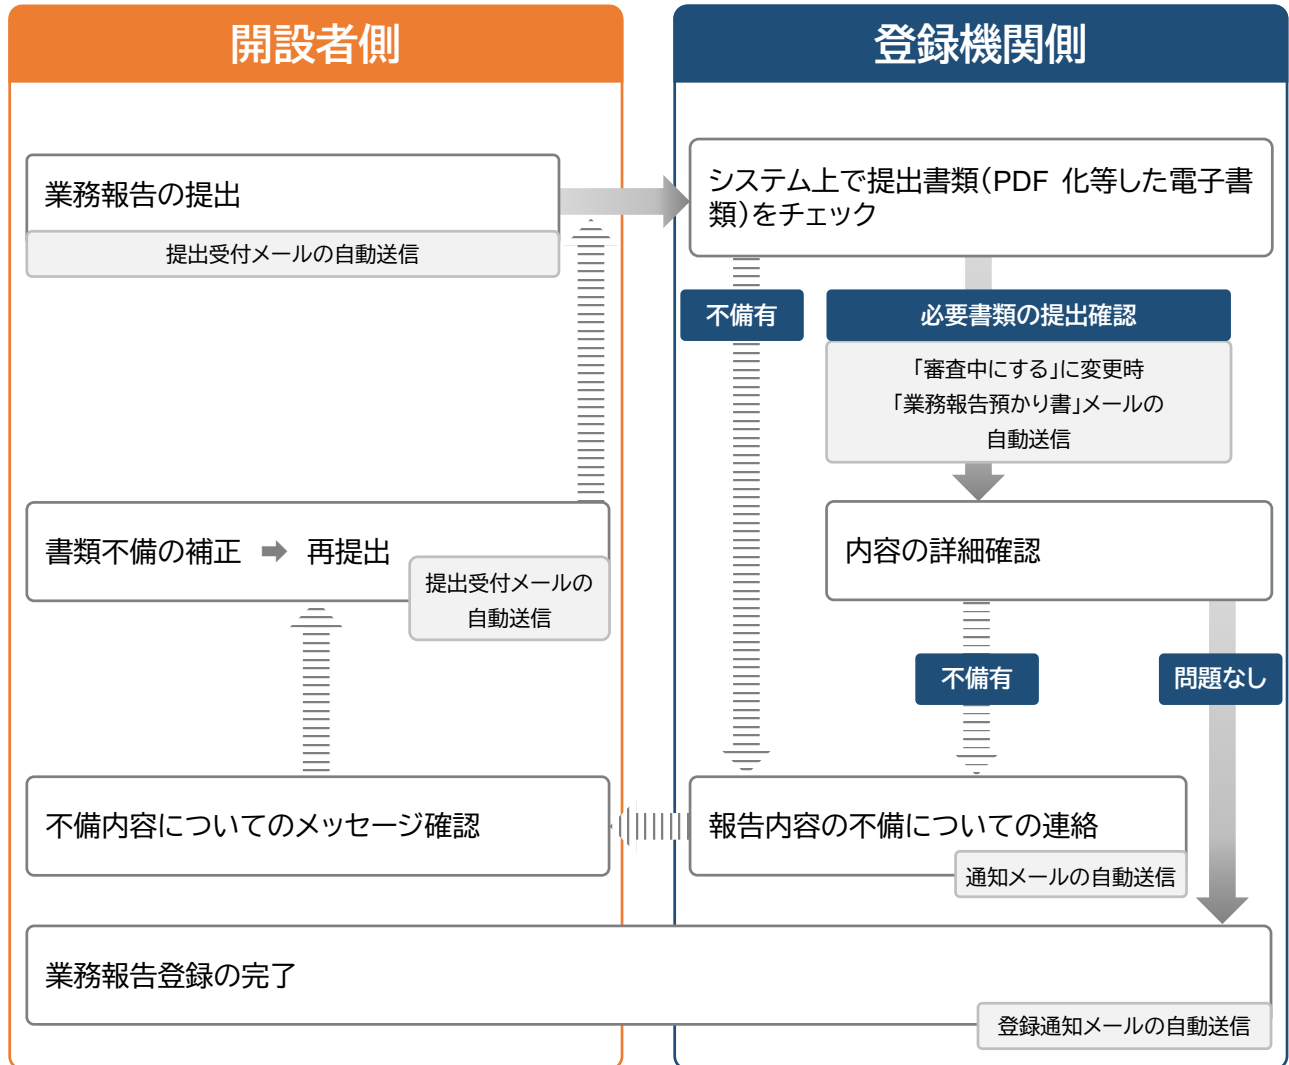 開設者側
登録機関側
業務報告の提出
提出受付メールの自動送信
システム上で提出書類（PDF 化等した電子書
類）をチェック
不備有
必要書類の提出確認
「審査中にする」に変更時
「業務報告預かり書」メールの
自動送信
書類不備の補正 ➡ 再提出
提出受付メールの
自動送信
内容の詳細確認
不備有
問題なし
不備内容についてのメッセージ確認
報告内容の不備についての連絡
通知メールの自動送信
業務報告登録の完了
登録通知メールの自動送信